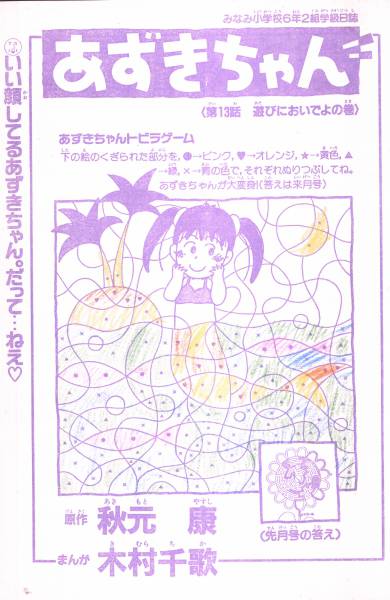 みなみ小学校6年2組学級日誌
あずきちゃん
〈第13話 遊びにおいでよの巻〉
いい顔してるあずきちゃん。だって…ねえ♡
あずきちゃんトビラゲーム
下の絵のくぎられた部分を、●→ピンク、♥→オレンジ、★→黄色、▲
→緑、×→青の色で、それぞれぬりつぶしてね。
あずきちゃんが大変身!(答えは来月号)
(先月号の答え)
原作 秋元 康
まんが 木村千歌